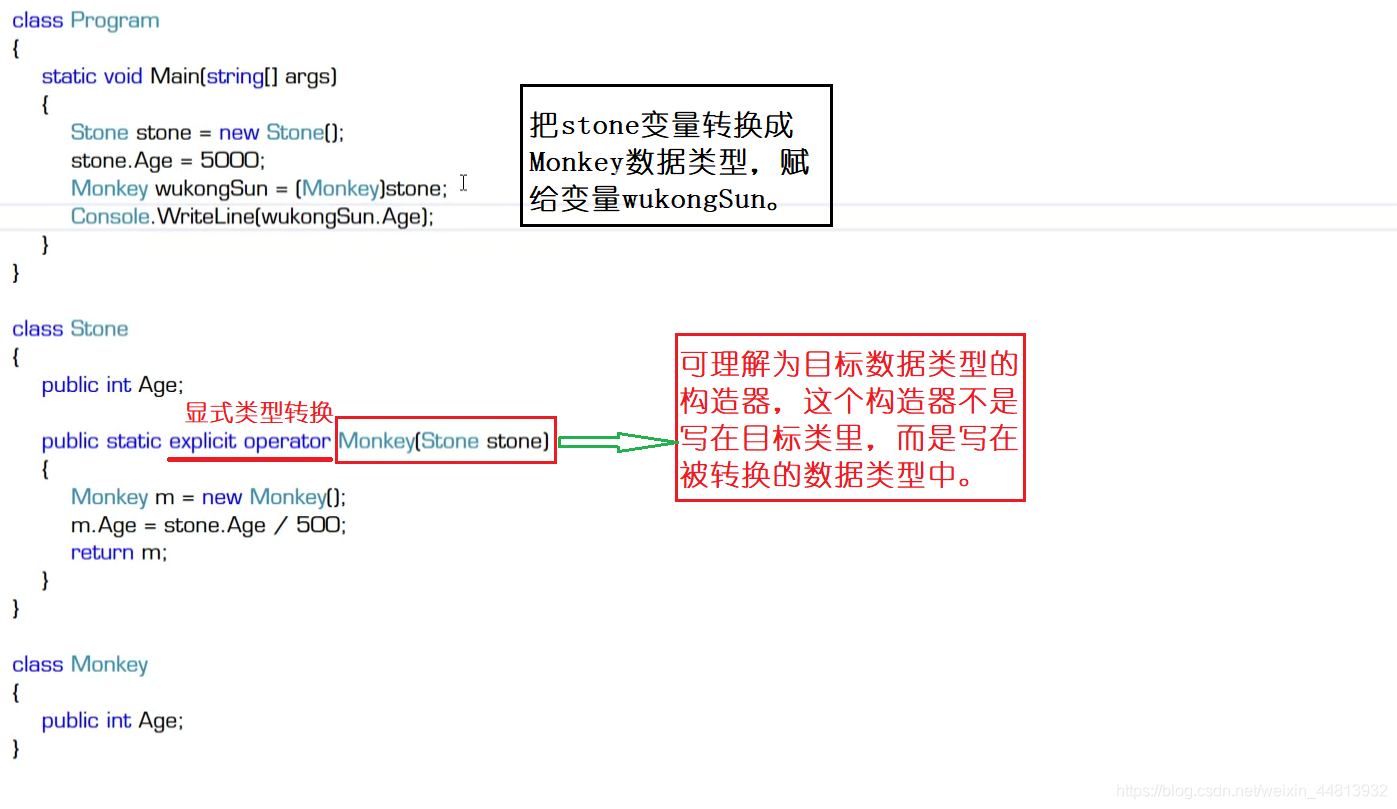 class Program
{
static void Main(string[] args)
{
Stone stone = new Stone();
stone.Age = 5000;
Monkey wukongSun = (Monkey)stone;
Console.WriteLine(wukongSun.Age);
}
}
把stone变量转换成
Monkey数据类型，赋
给变量wukongSun。
class Stone
{
public int Age;
显式类型转换
public static explicit operator Monkey(Stone stone)
{
Monkey m = new Monkey();
m.Age = stone.Age / 500;
return m;
}
}
可理解为目标数据类型的
构造器，这个构造器不是
写在目标类里，而是写在
被转换的数据类型中。
class Monkey
{
public int Age;
}
https://blog.csdn.net/weixin_44813932